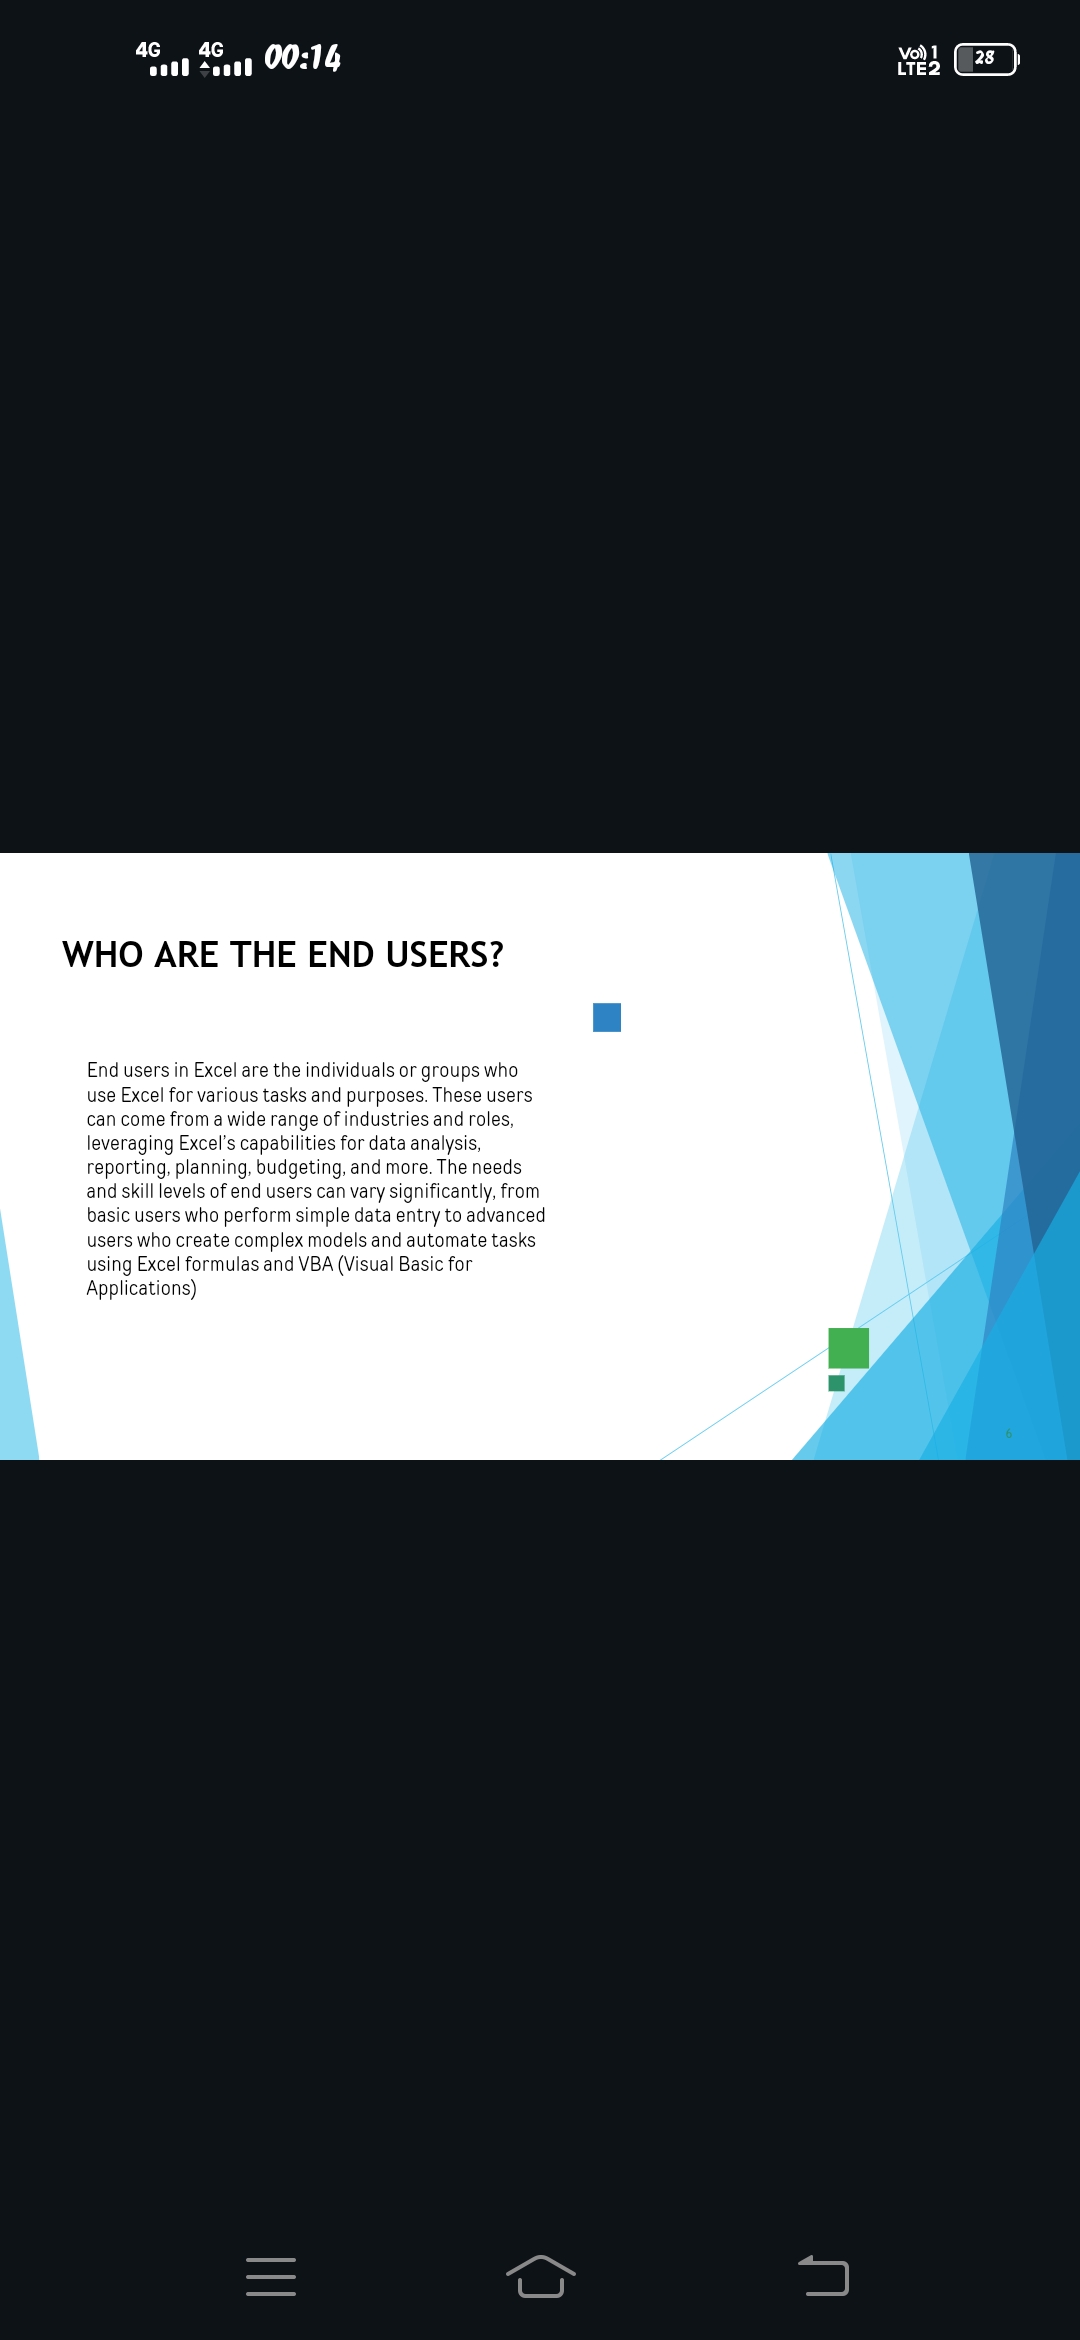 4G 4G 00:14 Vo)) 1 LTE 2 28
WHO ARE THE END USERS?
End users in Excel are the individuals or groups who
use Excel for various tasks and purposes. These users
can come from a wide range of industries and roles,
leveraging Excel's capabilities for data analysis,
reporting, planning, budgeting, and more. The needs
and skill levels of end users can vary significantly, from
basic users who perform simple data entry to advanced
users who create complex models and automate tasks
using Excel formulas and VBA (Visual Basic for
Applications)
6